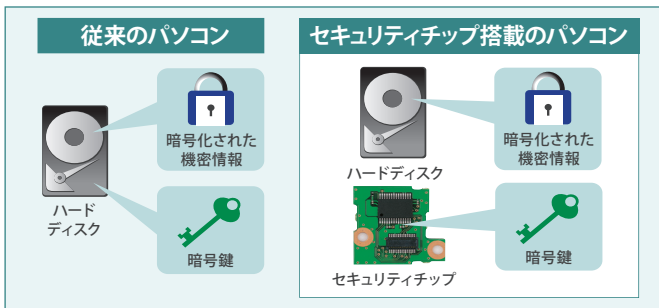 従来のパソコン
暗号化された
機密情報
ハード
ディスク
暗号鍵
セキュリティチップ搭載のパソコン
暗号化された
機密情報
ハードディスク
暗号鍵
セキュリティチップ